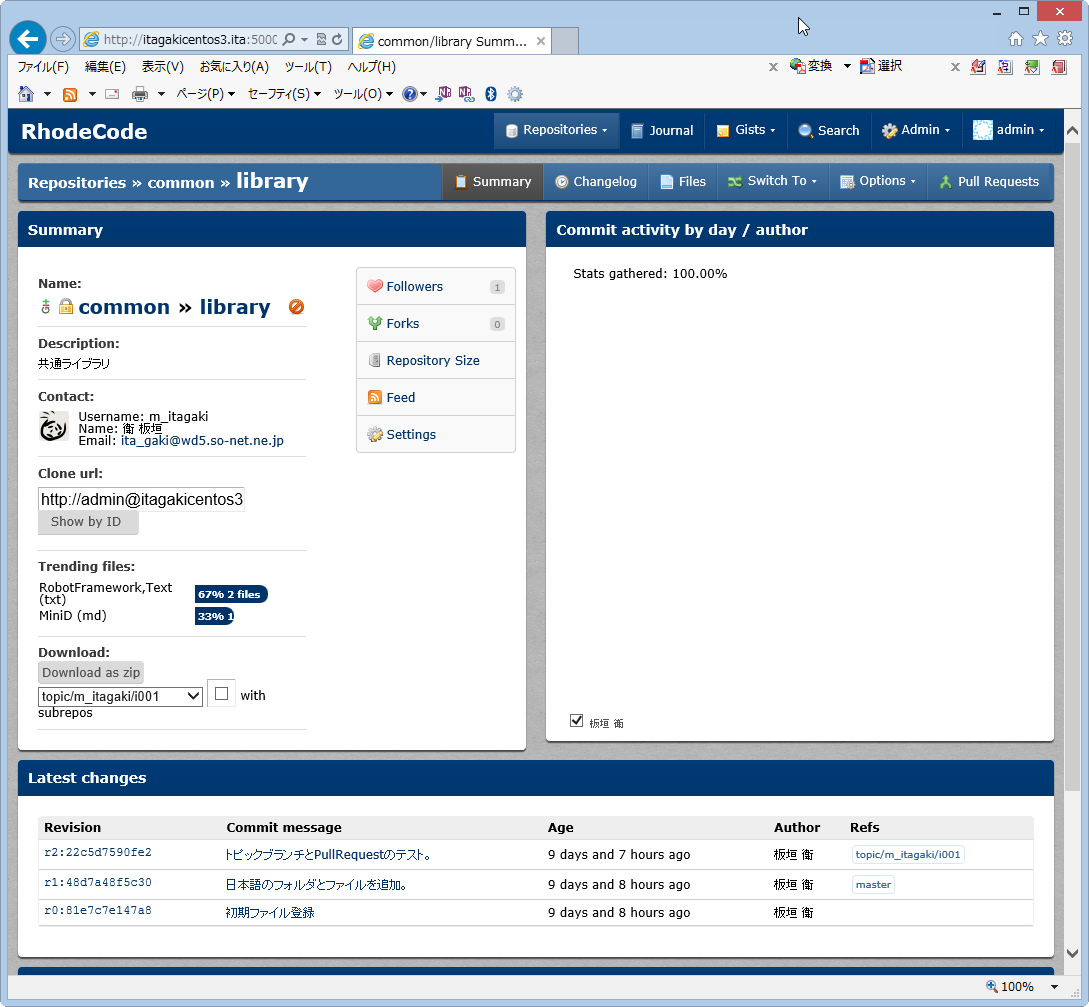 http://itagakicentos3.ita:5000
common/library Summ...
ファイル(F) 編集(E) 表示(V) お気に入り(A) ツール(T) ヘルプ(H)
変換 選択
ページ(P) セーフティ(S) ツール(O)
RhodeCode
Repositories Journal Gists Search Admin admin
Repositories » common » library
Summary Changelog Files Switch To Options Pull Requests
Summary
Name:
common » library
Description:
共通ライブラリ
Contact:
Username: m_itagaki
Name: 衛 板垣
Email: ita_gaki@wd5.so-net.ne.jp
Clone url:
http://admin@itagakicentos3
Show by ID
Trending files:
RobotFramework,Text
(txt)
67% 2 files
MiniD (md)
33% 1
Download:
Download as zip
topic/m_itagaki/i001 with
subrepos
Followers 1
Forks 0
Repository Size
Feed
Settings
Commit activity by day / author
Stats gathered: 100.00%
板垣 衛
Latest changes
Revision Commit message Age Author Refs
r2:22c5d7590fe2 トピックブランチとPullRequestのテスト。 9 days and 7 hours ago 板垣 衛 topic/m_itagaki/i001
r1:48d7a48f5c30 日本語のフォルダとファイルを追加。 9 days and 8 hours ago 板垣 衛 master
r0:81e7c7e147a8 初期ファイル登録 9 days and 8 hours ago 板垣 衛
100%